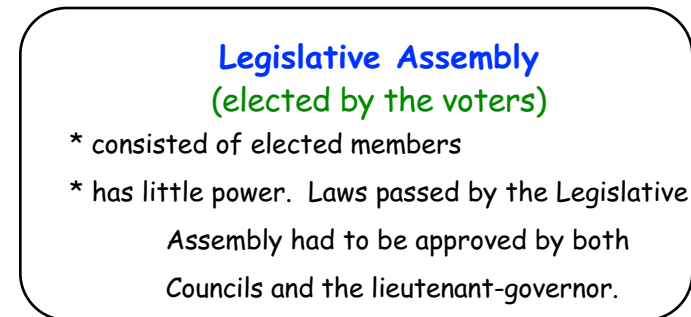 Legislative Assembly
(elected by the voters)
* consisted of elected members
* has little power.  Laws passed by the Legislative
Assembly had to be approved by both
Councils and the lieutenant-governor.